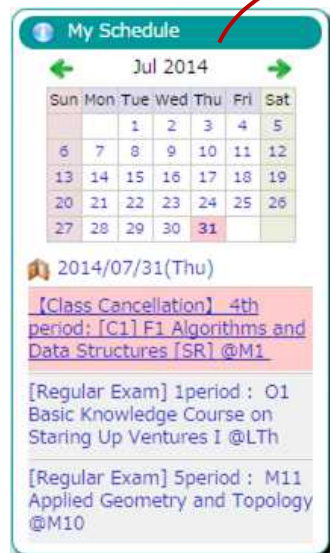 My Schedule
Jul 2014
Sun Mon Tue Wed Thu Fri Sat
1 2 3 4 5
6 7 8 9 10 11 12
13 14 15 16 17 18 19
20 21 22 23 24 25 26
27 28 29 30 31
2014/07/31(Thu)
【Class Cancellation】 4th
period: [C1] F1 Algorithms and
Data Structures [SR] @M1
[Regular Exam] 1period : O1
Basic Knowledge Course on
Staring Up Ventures I @LTh
[Regular Exam] 5period : M11
Applied Geometry and Topology
@M10